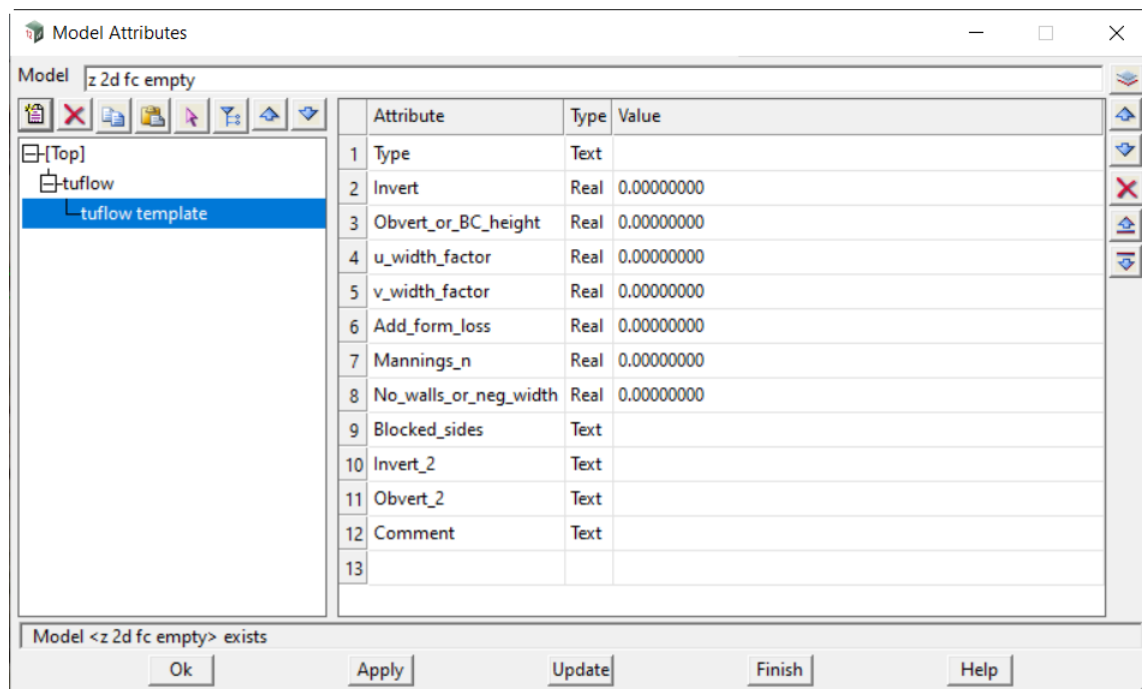 Model Attributes
Model z 2d fc empty
Attribute Type Value
[Top]
tuflow
tuflow template
1 Type Text
2 Invert Real 0.00000000
3 Obvert_or_BC_height Real 0.00000000
4 u_width_factor Real 0.00000000
5 v_width_factor Real 0.00000000
6 Add_form_loss Real 0.00000000
7 Mannings_n Real 0.00000000
8 No_walls_or_neg_width Real 0.00000000
9 Blocked_sides Text
10 Invert_2 Text
11 Obvert_2 Text
12 Comment Text
13
Model <z 2d fc empty> exists
Ok Apply Update Finish Help